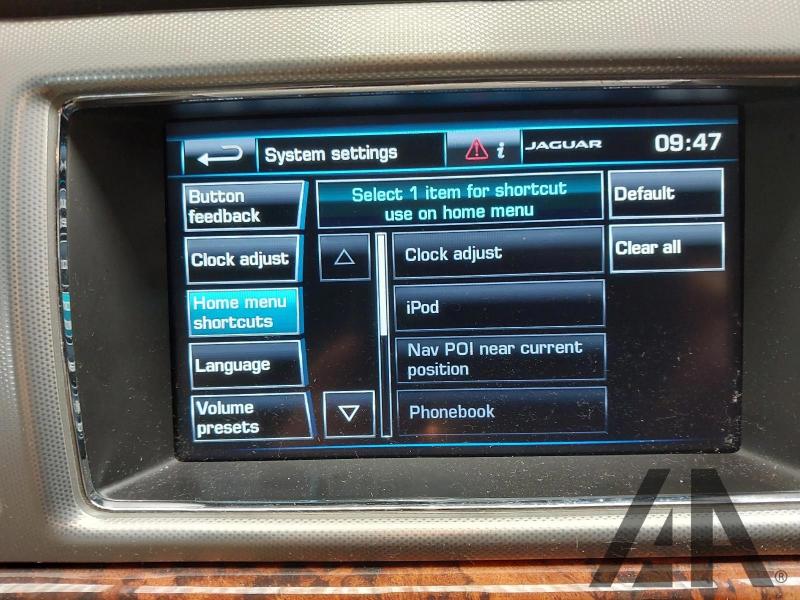 System settings
i
JAGUAR
09:47
Button
feedback
Clock adjust
Home menu
shortcuts
Language
Volume
presets
Select 1 item for shortcut
use on home menu
Clock adjust
iPod
Nav POI near current
position
Phonebook
Default
Clear all
AA
®